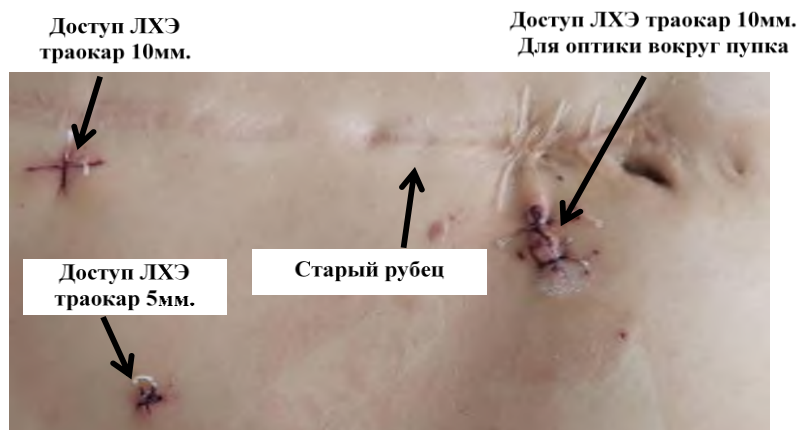 Доступ ЛХЭ
траокар 10мм.
Доступ ЛХЭ траокар 10мм.
Для оптики вокруг пупка
Доступ ЛХЭ
траокар 5мм.
Старый рубец